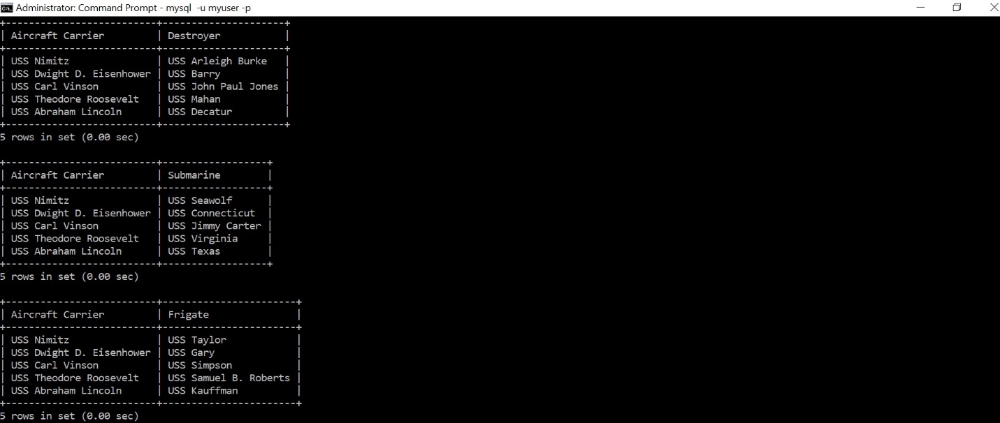 Administrator: Command Prompt - mysql  -u myuser -p
+--------------------------+---------------------+
| Aircraft Carrier         | Destroyer           |
+--------------------------+---------------------+
| USS Nimitz               | USS Arleigh Burke   |
| USS Dwight D. Eisenhower | USS Barry           |
| USS Carl Vinson          | USS John Paul Jones |
| USS Theodore Roosevelt   | USS Mahan           |
| USS Abraham Lincoln      | USS Decatur         |
+--------------------------+---------------------+
5 rows in set (0.00 sec)
+--------------------------+------------------+
| Aircraft Carrier         | Submarine        |
+--------------------------+------------------+
| USS Nimitz               | USS Seawolf      |
| USS Dwight D. Eisenhower | USS Connecticut  |
| USS Carl Vinson          | USS Jimmy Carter |
| USS Theodore Roosevelt   | USS Virginia     |
| USS Abraham Lincoln      | USS Texas        |
+--------------------------+------------------+
5 rows in set (0.00 sec)
+--------------------------+-----------------------+
| Aircraft Carrier         | Frigate               |
+--------------------------+-----------------------+
| USS Nimitz               | USS Taylor            |
| USS Dwight D. Eisenhower | USS Gary              |
| USS Carl Vinson          | USS Simpson           |
| USS Theodore Roosevelt   | USS Samuel B. Roberts |
| USS Abraham Lincoln      | USS Kauffman          |
+--------------------------+-----------------------+
5 rows in set (0.00 sec)